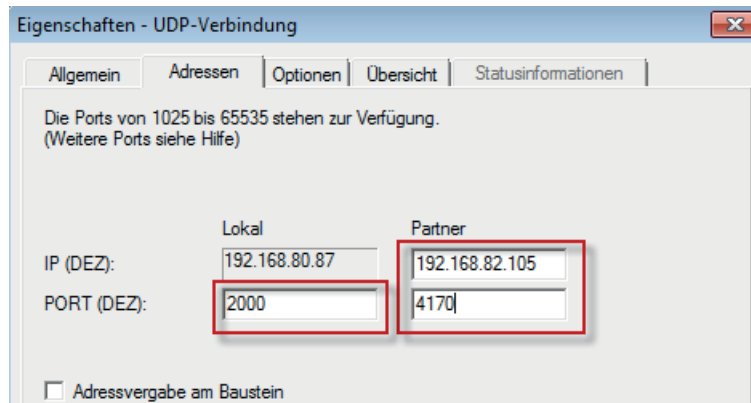 Eigenschaften - UDP-Verbindung
Allgemein Adressen Optionen Übersicht Statusinformationen
Die Ports von 1025 bis 65535 stehen zur Verfügung.
(Weitere Ports siehe Hilfe)
Lokal Partner
IP (DEZ): 192.168.80.87 192.168.82.105
PORT (DEZ): 2000 4170
Adressvergabe am Baustein